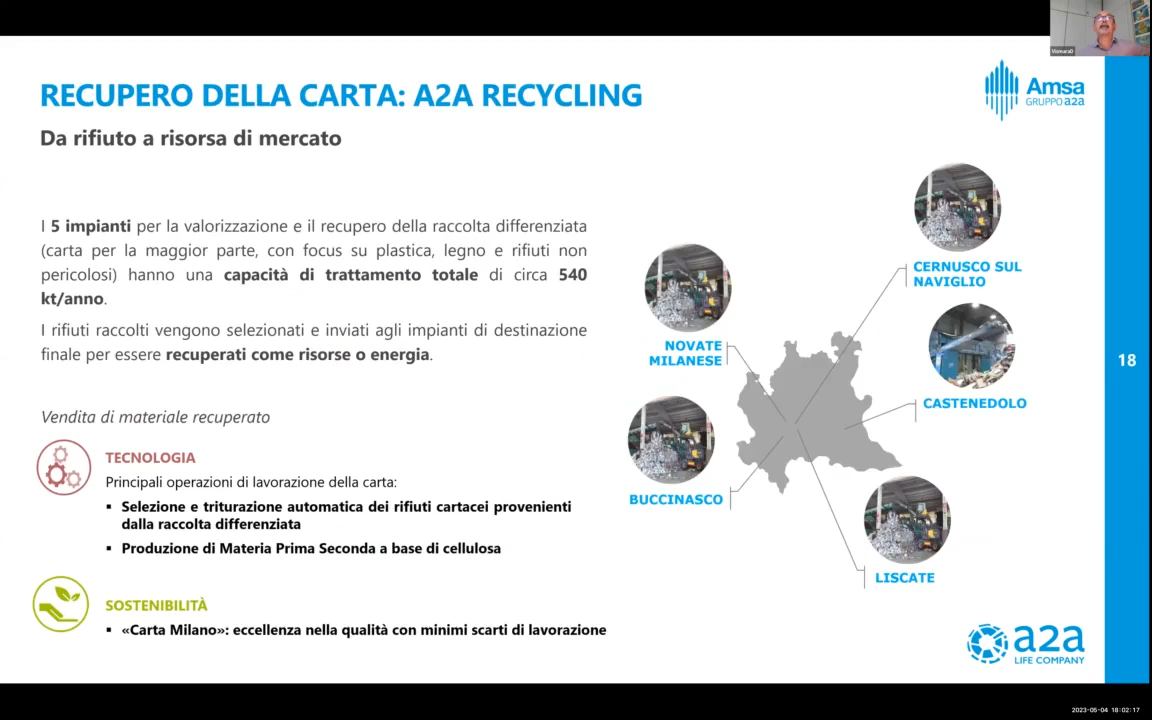 VismaraD
RECUPERO DELLA CARTA: A2A RECYCLING
Da rifiuto a risorsa di mercato
Amsa
GRUPPO a2a
I 5 impianti per la valorizzazione e il recupero della raccolta differenziata
(carta per la maggior parte, con focus su plastica, legno e rifiuti non
pericolosi) hanno una capacità di trattamento totale di circa 540
kt/anno.
I rifiuti raccolti vengono selezionati e inviati agli impianti di destinazione
finale per essere recuperati come risorse o energia.
Vendita di materiale recuperato
TECNOLOGIA
Principali operazioni di lavorazione della carta:
▪ Selezione e triturazione automatica dei rifiuti cartacei provenienti
dalla raccolta differenziata
▪ Produzione di Materia Prima Seconda a base di cellulosa
SOSTENIBILITÀ
▪ «Carta Milano»: eccellenza nella qualità con minimi scarti di lavorazione
CERNUSCO SUL
NAVIGLIO
NOVATE
MILANESE
CASTENEDOLO
BUCCINASCO
LISCATE
18
a2a
LIFE COMPANY
2023-05-04 18:02:17